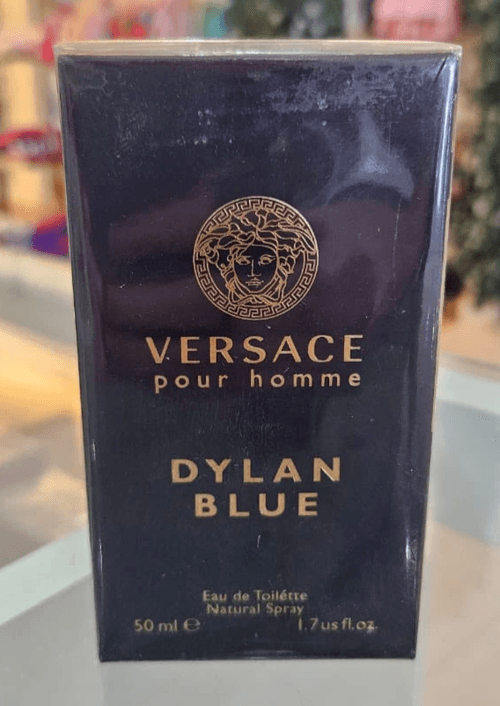 VERSACE
pour homme
DYLAN
BLUE
Eau de Toilétte
Natural Spray
50 ml ℮ 1.7 us fl.oz.